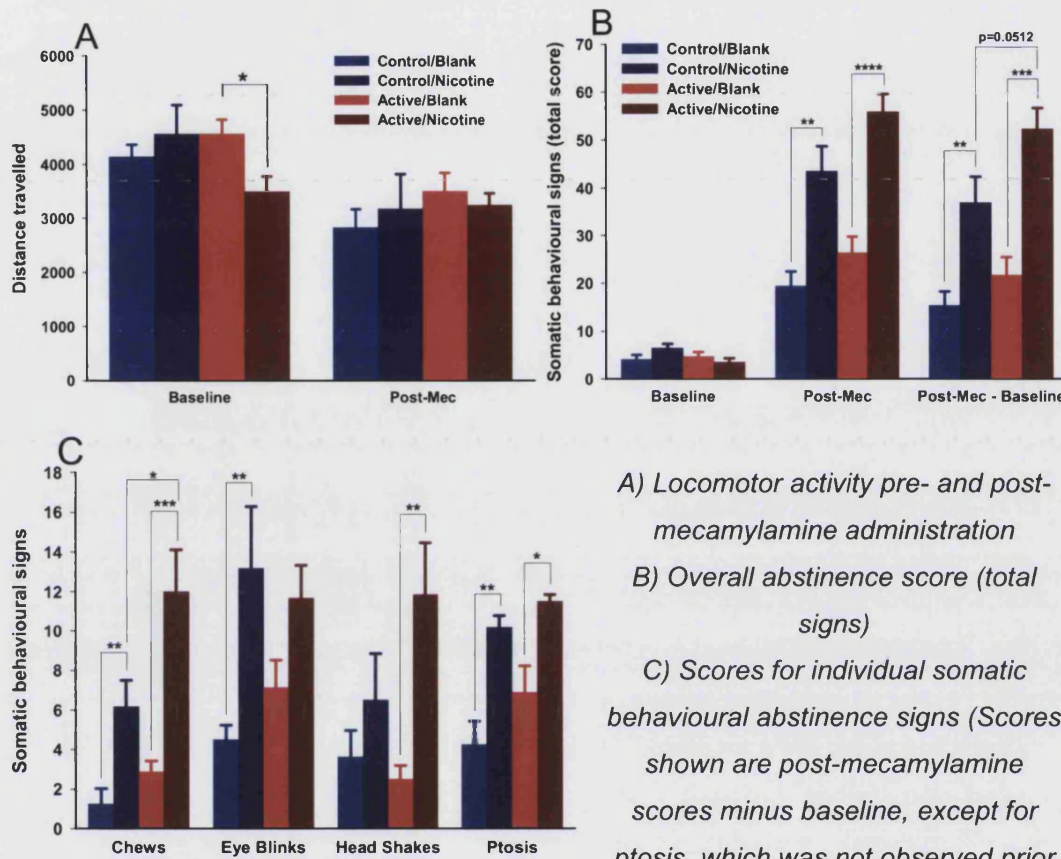 A
Distance travelled
6000
5000
4000
3000
2000
1000
0
Control/Blank
Control/Nicotine
Active/Blank
Active/Nicotine
*
Baseline
Post-Mec
B
Somatic behavioural signs (total score)
70
60
50
40
30
20
10
0
Control/Blank
Control/Nicotine
Active/Blank
Active/Nicotine
**
****
**
***
p=0.0512
Baseline
Post-Mec
Post-Mec - Baseline
C
Somatic behavioural signs
18
16
14
12
10
8
6
4
2
0
**
***
*
**
**
**
*
Chews
Eye Blinks
Head Shakes
Ptosis
A) Locomotor activity pre- and post-
mecamylamine administration
B) Overall abstinence score (total
signs)
C) Scores for individual somatic
behavioural abstinence signs (Scores
shown are post-mecamylamine
scores minus baseline, except for
ptosis, which was not observed prior